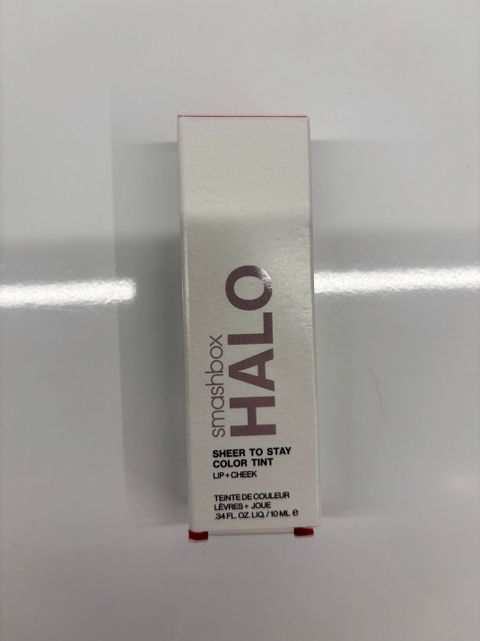 smashbox
HALO
SHEER TO STAY
COLOR TINT
LIP + CHEEK
TEINTE DE COULEUR
LÈVRES + JOUE
.34 FL. OZ. LIQ. / 10 ML ℮